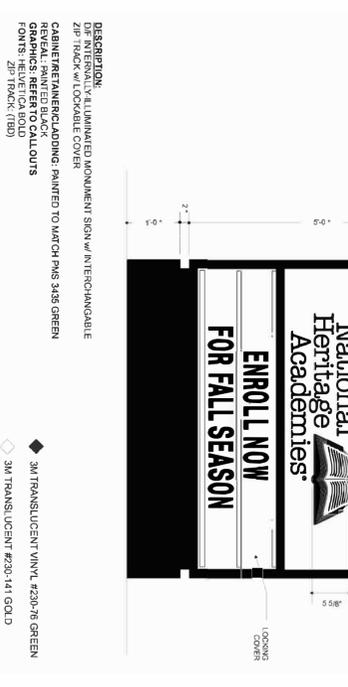 National
Heritage
Academies®
ENROLL NOW
FOR FALL SEASON
5'-0"
2"
1'-0"
5 5/8"
LOCKING
COVER
DESCRIPTION:
D/F INTERNALLY-ILLUMINATED MONUMENT SIGN w/ INTERCHANGABLE
ZIP TRACK w/ LOCKABLE COVER
CABINET/RETAINER/CLADDING: PAINTED TO MATCH PMS 3435 GREEN
REVEAL: PAINTED BLACK
GRAPHICS: REFER TO CALLOUTS
FONTS: HELVETICA BOLD
ZIP TRACK: (TBD)
3M TRANSLUCENT VINYL #230-76 GREEN
3M TRANSLUCENT #230-141 GOLD